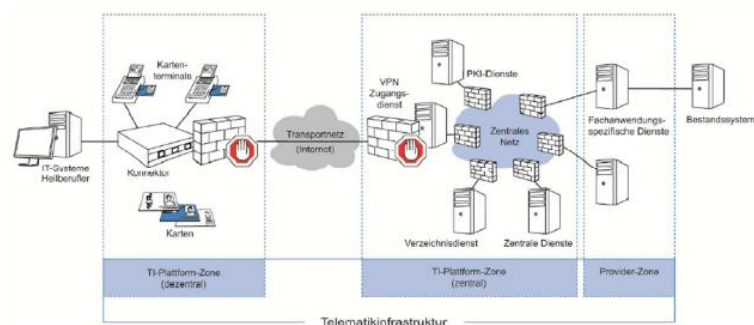 Karten-
terminals
IT-Systeme
Heilberufler
Konnektor
Karten
Transportnetz
(Internet)
VPN
Zugangs-
dienst
PKI-Dienste
Zentrales
Netz
Verzeichnisdienst
Zentrale Dienste
Fachanwendungs-
spezifische Dienste
Bestandssysteme
TI-Plattform-Zone
(dezentral)
TI-Plattform-Zone
(zentral)
Provider-Zone
Telematikinfrastruktur